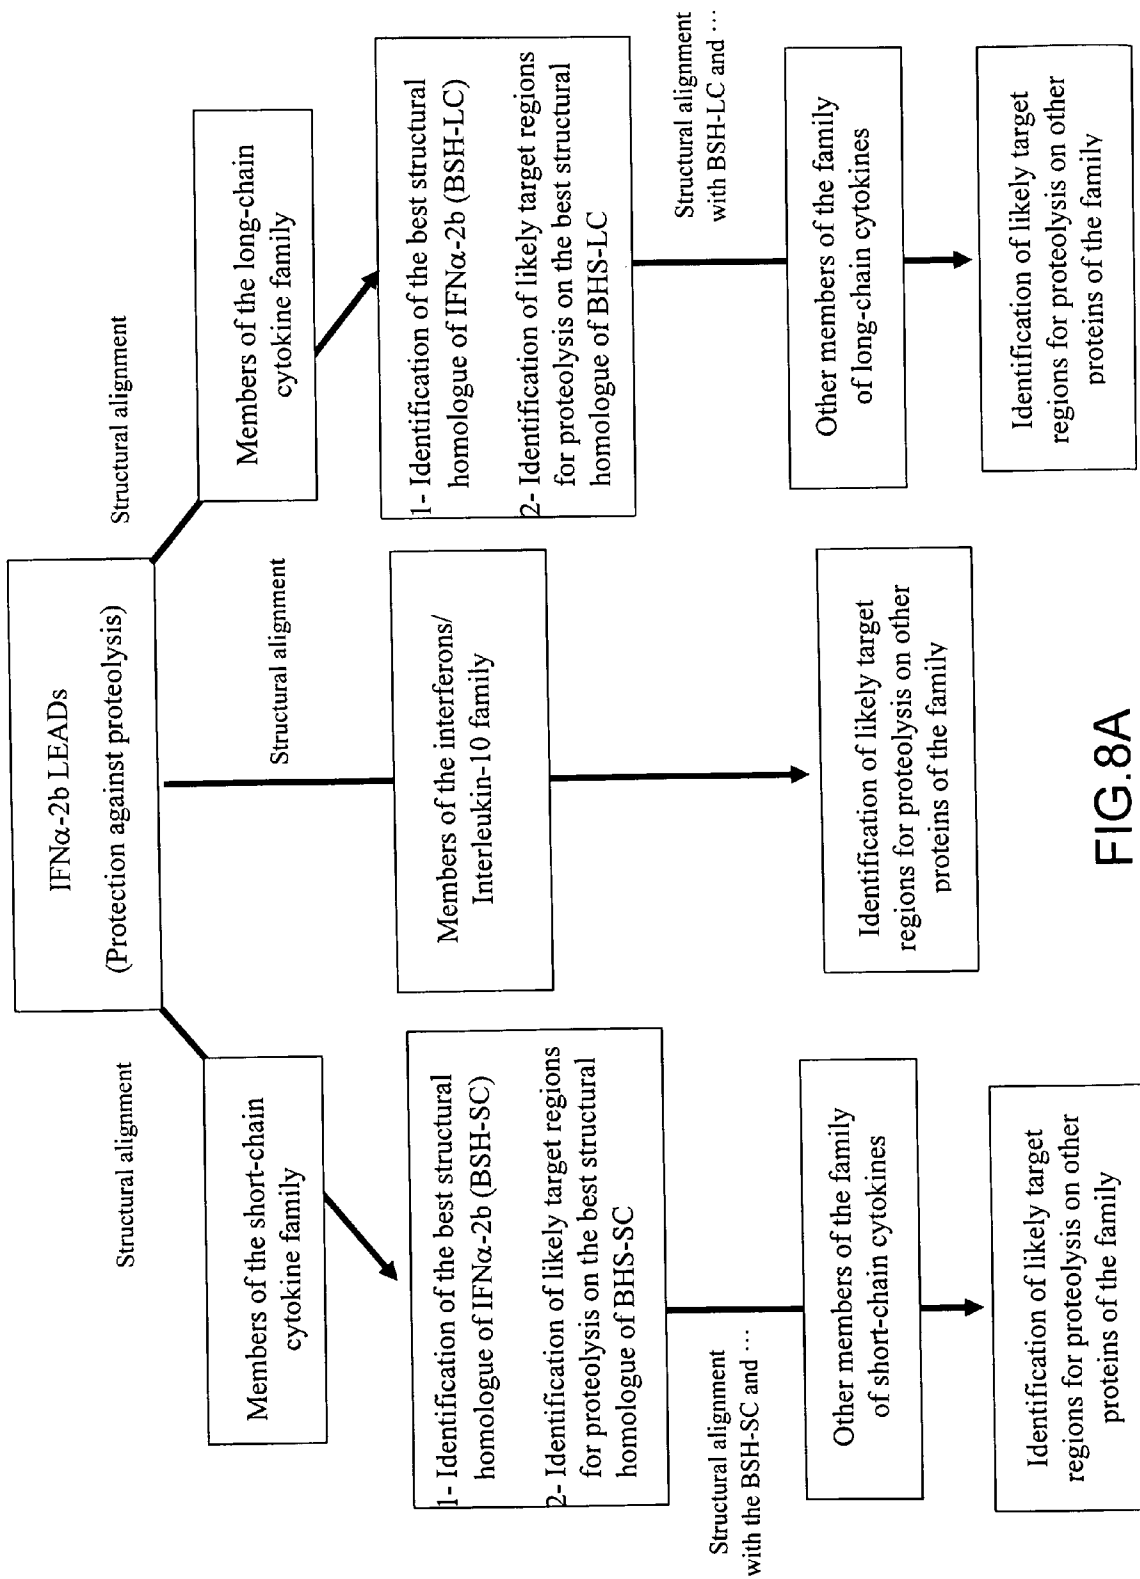 IFNα-2b LEADs
(Protection against proteolysis)
Structural alignment
Structural alignment
Structural alignment
Members of the short-chain
cytokine family
Members of the interferons/
Interleukin-10 family
Members of the long-chain
cytokine family
1- Identification of the best structural
homologue of IFNα-2b (BSH-SC)
2- Identification of likely target regions
for proteolysis on the best structural
homologue of BHS-SC
1- Identification of the best structural
homologue of IFNα-2b (BSH-LC)
2- Identification of likely target regions
for proteolysis on the best structural
homologue of BHS-LC
Structural alignment
with the BSH-SC and ···
Structural alignment
with BSH-LC and ···
Other members of the family
of short-chain cytokines
Other members of the family
of long-chain cytokines
Identification of likely target
regions for proteolysis on other
proteins of the family
Identification of likely target
regions for proteolysis on other
proteins of the family
Identification of likely target
regions for proteolysis on other
proteins of the family
FIG.8A